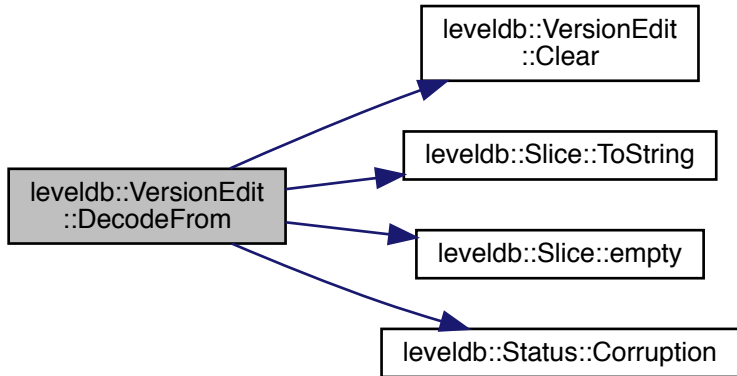 leveldb::VersionEdit
::DecodeFrom
leveldb::VersionEdit
::Clear
leveldb::Slice::ToString
leveldb::Slice::empty
leveldb::Status::Corruption